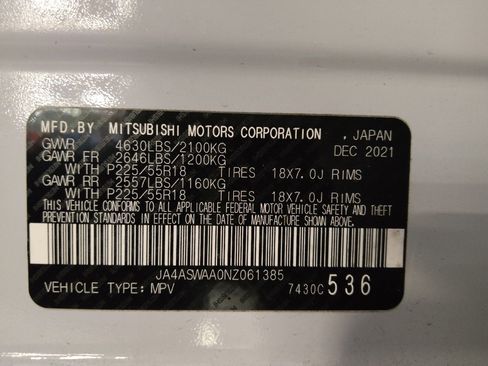 MFD.BY MITSUBISHI MOTORS CORPORATION , JAPAN
GVWR 4630LBS/2100KG DEC 2021
GAWR FR 2646LBS/1200KG
WITH P225/55R18 TIRES 18X7.0J RIMS
GAWR RR 2557LBS/1160KG
WITH P225/55R18 TIRES 18X7.0J RIMS
THIS VEHICLE CONFORMS TO ALL APPLICABLE FEDERAL MOTOR VEHICLE SAFETY AND THEFT
PREVENTION STANDARDS IN EFFECT ON THE DATE OF MANUFACTURE SHOWN ABOVE.
JA4ASWAA0NZ061385
VEHICLE TYPE: MPV 7430C 536